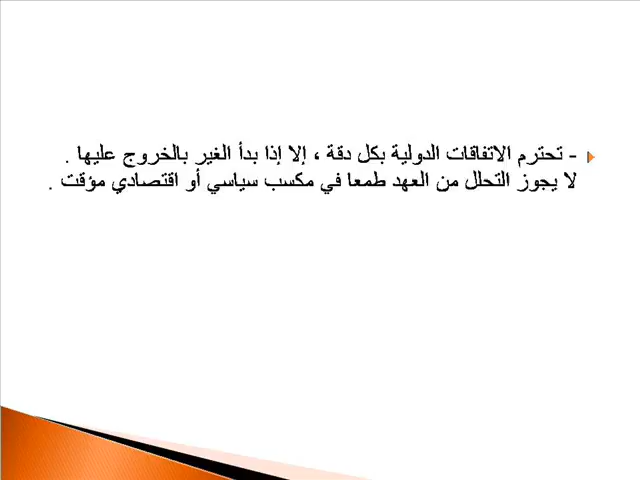 - تحترم الاتفاقات الدولية بكل دقة ، إلا إذا بدأ الغير بالخروج عليها .
لا يجوز التحلل من العهد طمعا في مكسب سياسي أو اقتصادي مؤقت .